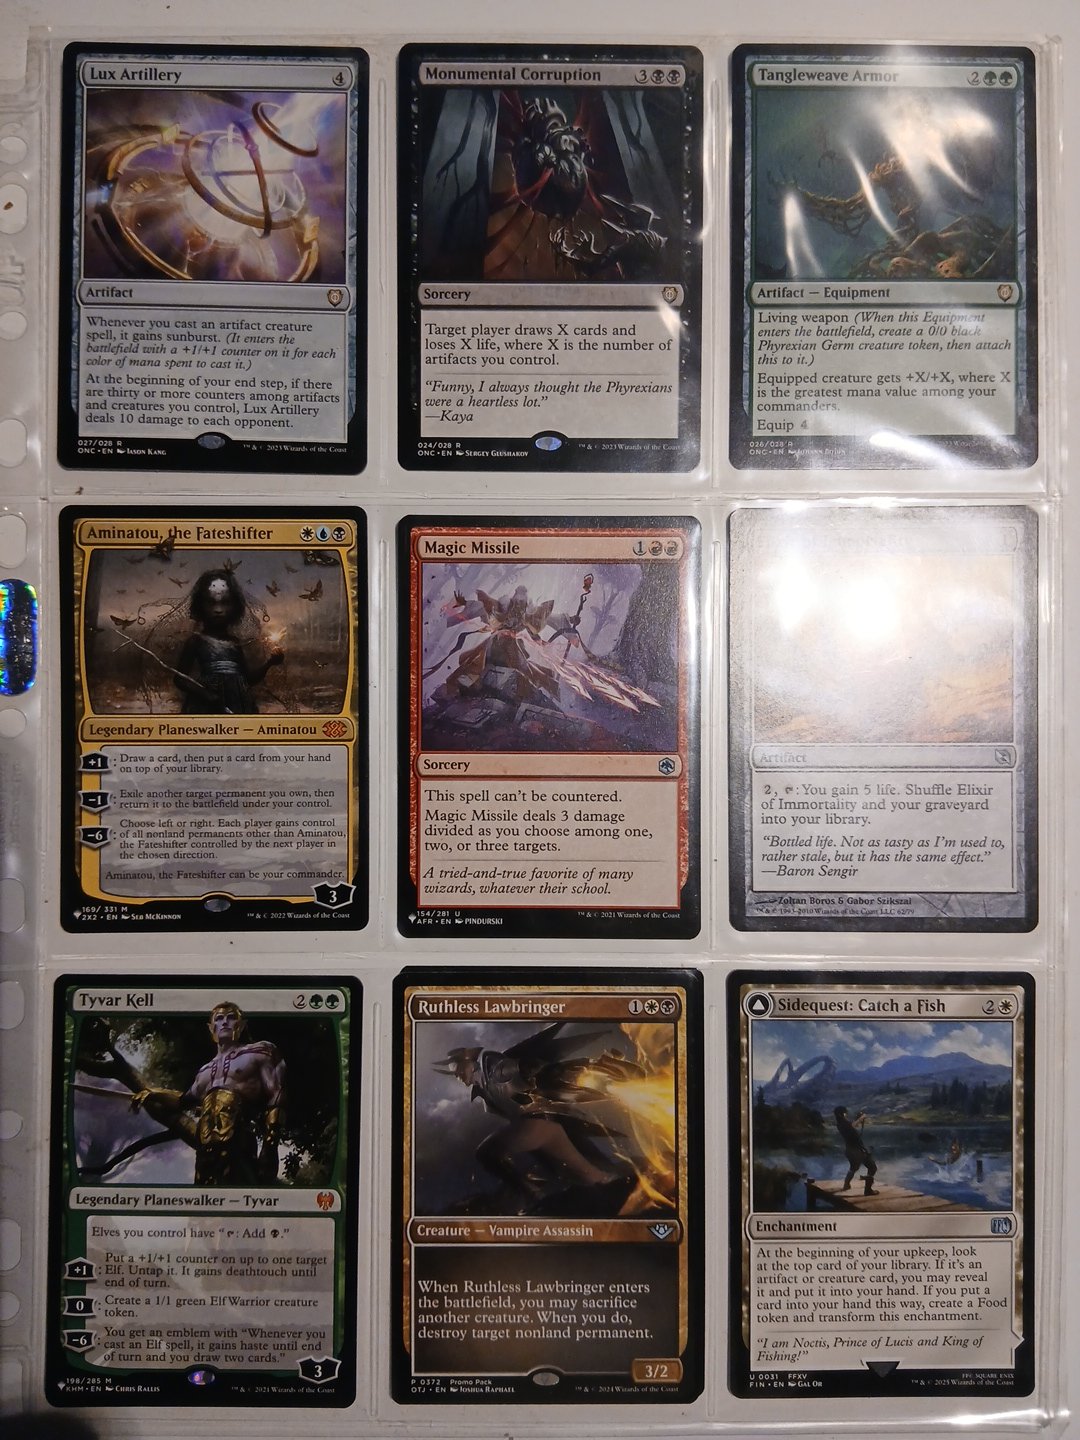 Lux Artillery 4
Artifact
Whenever you cast an artifact creature
spell, it gains sunburst. (It enters the
battlefield with a +1/+1 counter on it for each
color of mana spent to cast it.)
At the beginning of your end step, if there
are thirty or more counters among artifacts
and creatures you control, Lux Artillery
deals 10 damage to each opponent.
027/028 R
ONC • EN Jason Kang
™ & © 2023 Wizards of the Coast
Monumental Corruption 3
Sorcery
Target player draws X cards and
loses X life, where X is the number of
artifacts you control.
“Funny, I always thought the Phyrexians
were a heartless lot.”
—Kaya
024/028 R
ONC • EN Sergey Glushakov
™ & © 2023 Wizards of the Coast
Tangleweave Armor 2
Artifact — Equipment
Living weapon (When this Equipment
enters the battlefield, create a 0/0 black
Phyrexian Germ creature token, then attach
this to it.)
Equipped creature gets +X/+X, where X
is the greatest mana value among your
commanders.
Equip 4
026/028 R
ONC • EN
2023 Wizards of the Coast
Aminatou, the Fateshifter
Legendary Planeswalker — Aminatou
+1: Draw a card, then put a card from your hand
on top of your library.
−1: Exile another target permanent you own, then
return it to the battlefield under your control.
Choose left or right. Each player gains control
−6: of all nonland permanents other than Aminatou,
the Fateshifter controlled by the next player in
the chosen direction.
Aminatou, the Fateshifter can be your commander.
3
169/331 M
2X2 • EN Seb McKinnon
™ & © 2022 Wizards of the Coast
Magic Missile 1
Sorcery
This spell can't be countered.
Magic Missile deals 3 damage
divided as you choose among one,
two, or three targets.
A tried-and-true favorite of many
wizards, whatever their school.
154/281 U
AFR • EN Pindurski
™ & © 2021 Wizards of the Coast
Artifact
2, : You gain 5 life. Shuffle Elixir
of Immortality and your graveyard
into your library.
“Bottled life. Not as tasty as I'm used to,
rather stale, but it has the same effect.”
—Baron Sengir
Zoltan Boros & Gabor Szikszai
™ & © 1993–2010 Wizards of the Coast LLC 62/79
Tyvar Kell 2
Legendary Planeswalker — Tyvar
Elves you control have “: Add .”
Put a +1/+1 counter on up to one target
+1: Elf. Untap it. It gains deathtouch until
end of turn.
0: Create a 1/1 green Elf Warrior creature
token.
−6: You get an emblem with “Whenever you
cast an Elf spell, it gains haste until end
of turn and you draw two cards.”
3
198/285 M
KHM • EN Chris Rallis
™ & © 2021 Wizards of the Coast
Ruthless Lawbringer 1
Creature — Vampire Assassin
When Ruthless Lawbringer enters
the battlefield, you may sacrifice
another creature. When you do,
destroy target nonland permanent.
3/2
P 0372 Promo Pack
OTJ • EN Joshua Raphael
™ & © 2024 Wizards of the Coast
Sidequest: Catch a Fish 2
Enchantment
At the beginning of your upkeep, look
at the top card of your library. If it's an
artifact or creature card, you may reveal
it and put it into your hand. If you put a
card into your hand this way, create a Food
token and transform this enchantment.
“I am Noctis, Prince of Lucis and King of
Fishing!”
U 0031 FFXV
FIN • EN Gal Or
FF© SQUARE ENIX
™ & © 2025 Wizards of the Coast